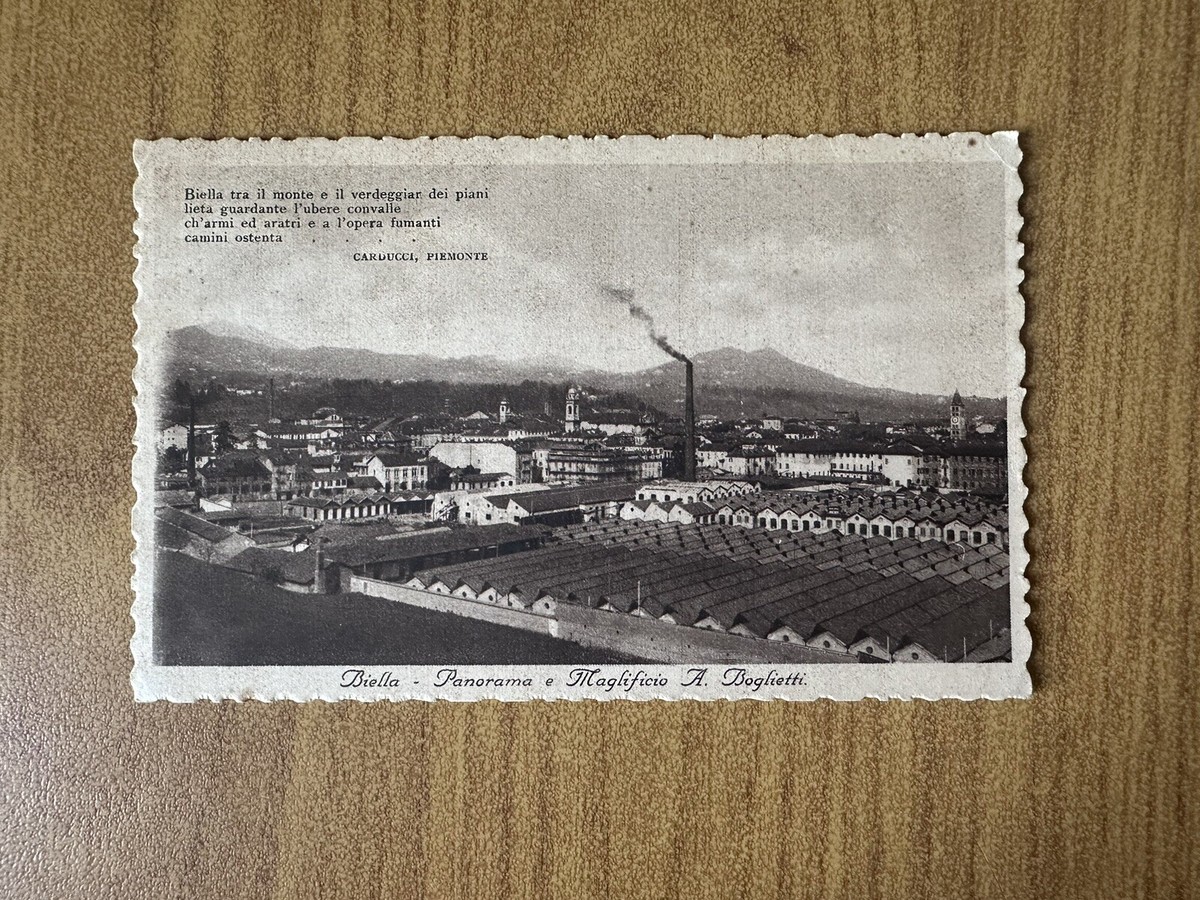 Biella tra il monte e il verdeggiar dei piani
lieta guardante l'ubere convalle
ch'armi ed aratri e a l'opera fumanti
camini ostenta . . . .
CARDUCCI, PIEMONTE
Biella - Panorama e Maglificio A. Boglietti.